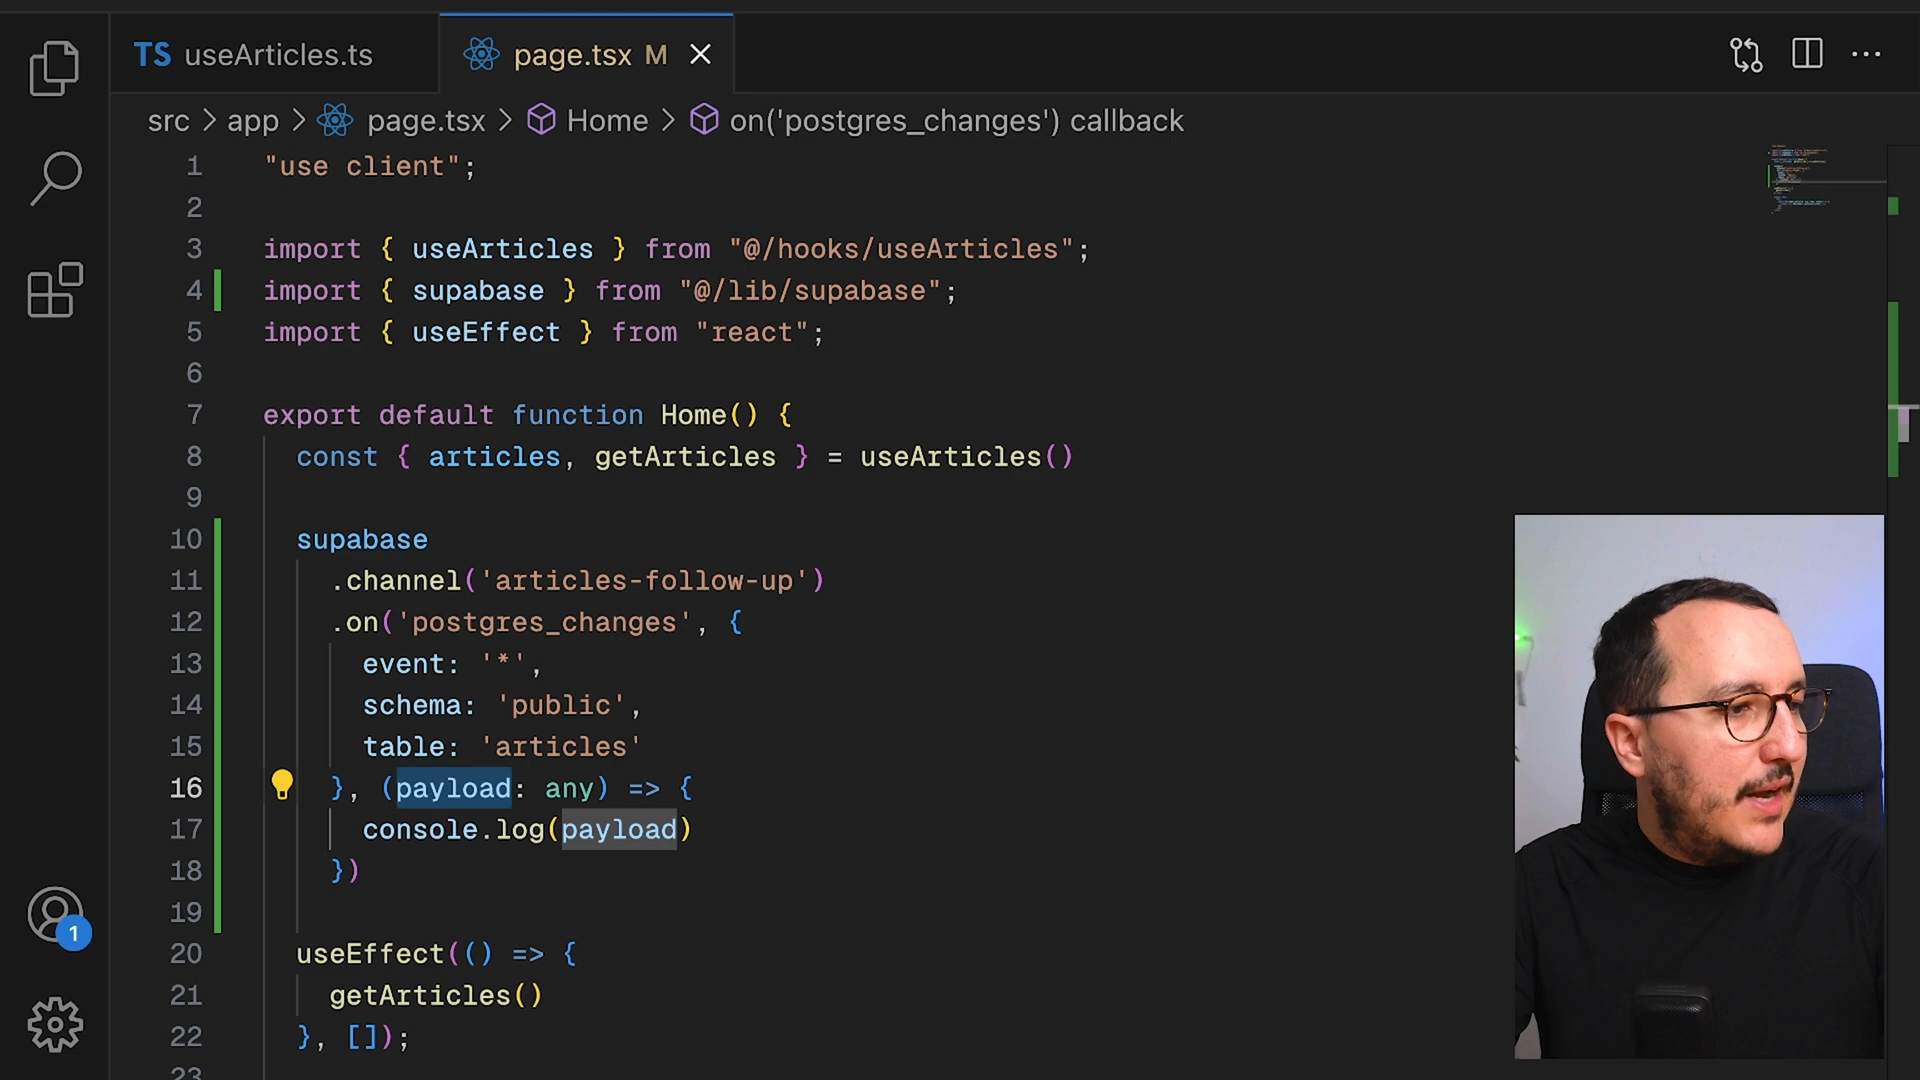 TS useArticles.ts
page.tsx M
src > app > page.tsx > Home > on('postgres_changes') callback
1 "use client";
2
3 import { useArticles } from "@/hooks/useArticles";
4 import { supabase } from "@/lib/supabase";
5 import { useEffect } from "react";
6
7 export default function Home() {
8 const { articles, getArticles } = useArticles()
9
10 supabase
11 .channel('articles-follow-up')
12 .on('postgres_changes', {
13 event: '*',
14 schema: 'public',
15 table: 'articles'
16 }, (payload: any) => {
17 console.log(payload)
18 })
19
20 useEffect(() => {
21 getArticles()
22 }, []);
23
1